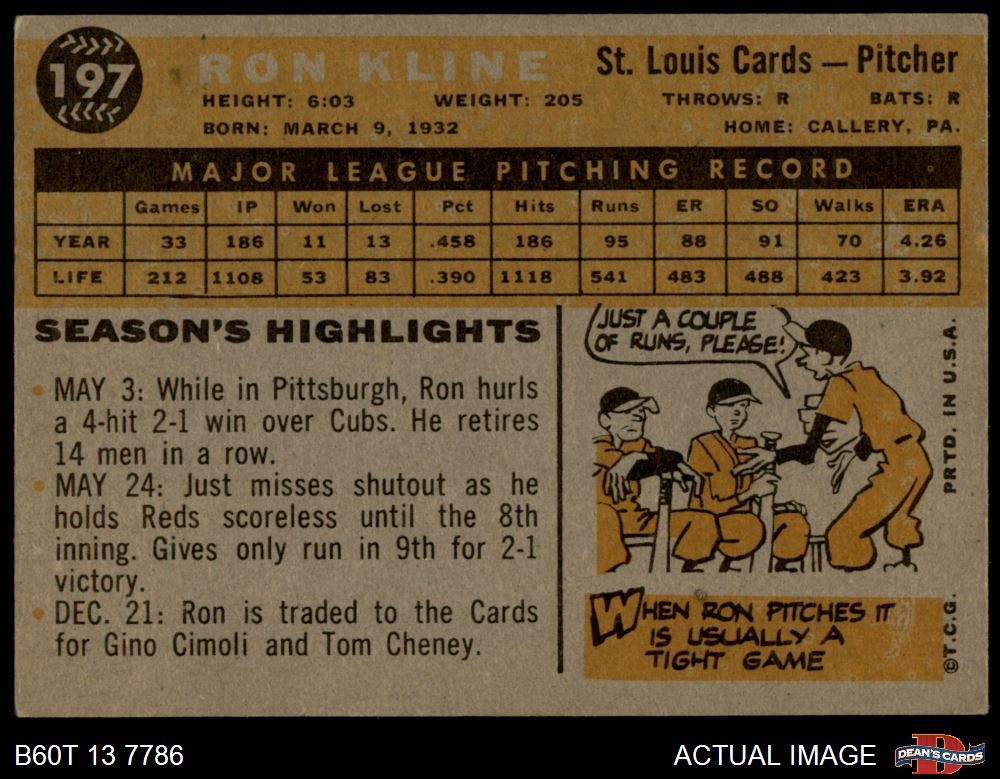 197
RON KLINE
St. Louis Cards — Pitcher
HEIGHT: 6:03 WEIGHT: 205 THROWS: R BATS: R
BORN: MARCH 9, 1932 HOME: CALLERY, PA.
MAJOR LEAGUE PITCHING RECORD
Games IP Won Lost Pct Hits Runs ER SO Walks ERA
YEAR 33 186 11 13 .458 186 95 88 91 70 4.26
LIFE 212 1108 53 83 .390 1118 541 483 488 423 3.92
SEASON'S HIGHLIGHTS
• MAY 3: While in Pittsburgh, Ron hurls
a 4-hit 2-1 win over Cubs. He retires
14 men in a row.
• MAY 24: Just misses shutout as he
holds Reds scoreless until the 8th
inning. Gives only run in 9th for 2-1
victory.
• DEC. 21: Ron is traded to the Cards
for Gino Cimoli and Tom Cheney.
JUST A COUPLE
OF RUNS, PLEASE!
WHEN RON PITCHES IT
IS USUALLY A
TIGHT GAME
©T.C.G. PRTD. IN U.S.A.
B60T 13 7786
ACTUAL IMAGE
DEAN'S CARDS